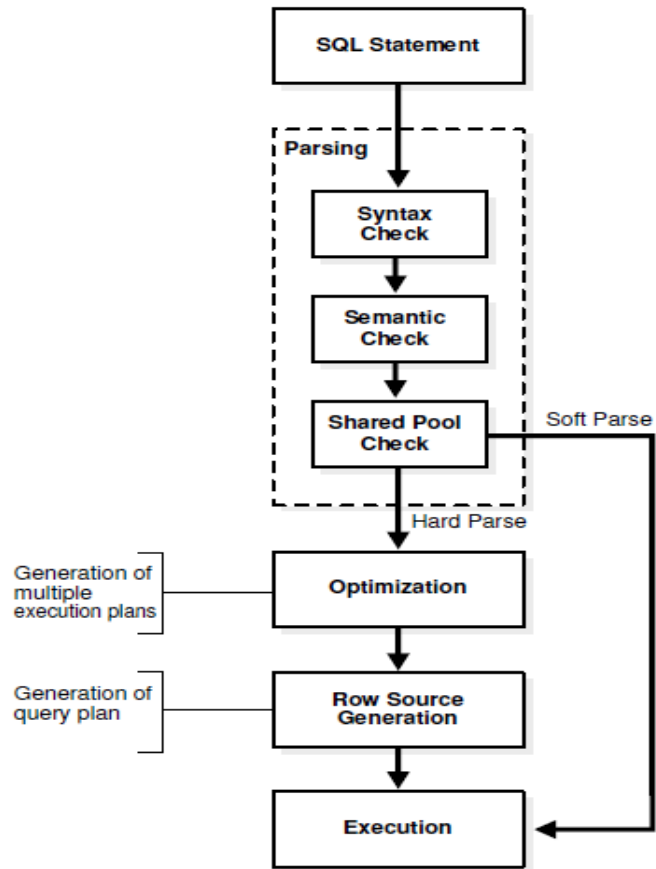 SQL Statement
Parsing
Syntax
Check
Semantic
Check
Shared Pool
Check
Soft Parse
Hard Parse
Generation of
multiple
execution plans
Optimization
Generation of
query plan
Row Source
Generation
Execution